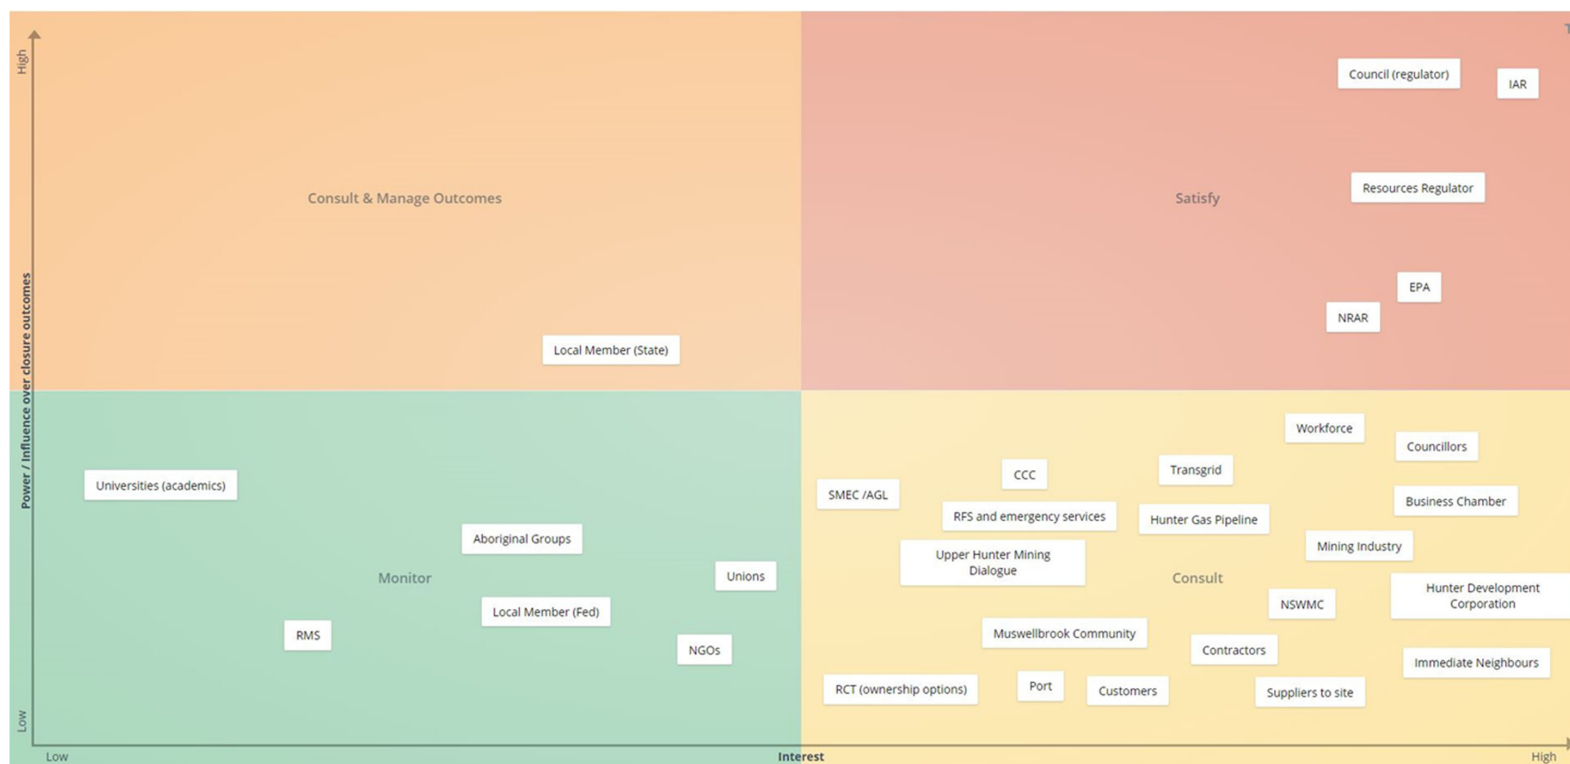 High
Council (regulator)
IAR
Consult & Manage Outcomes
Satisfy
Resources Regulator
EPA
NRAR
Local Member (State)
Power / Influence over closure outcomes
Workforce
Councillors
Universities (academics)
SMEC /AGL
CCC
Transgrid
Business Chamber
RFS and emergency services
Hunter Gas Pipeline
Aboriginal Groups
Mining Industry
Upper Hunter Mining
Dialogue
Monitor
Unions
Consult
Hunter Development
Corporation
Local Member (Fed)
NSWMC
RMS
NGOs
Muswellbrook Community
Contractors
Immediate Neighbours
RCT (ownership options)
Port
Customers
Suppliers to site
Low
Low
Interest
High